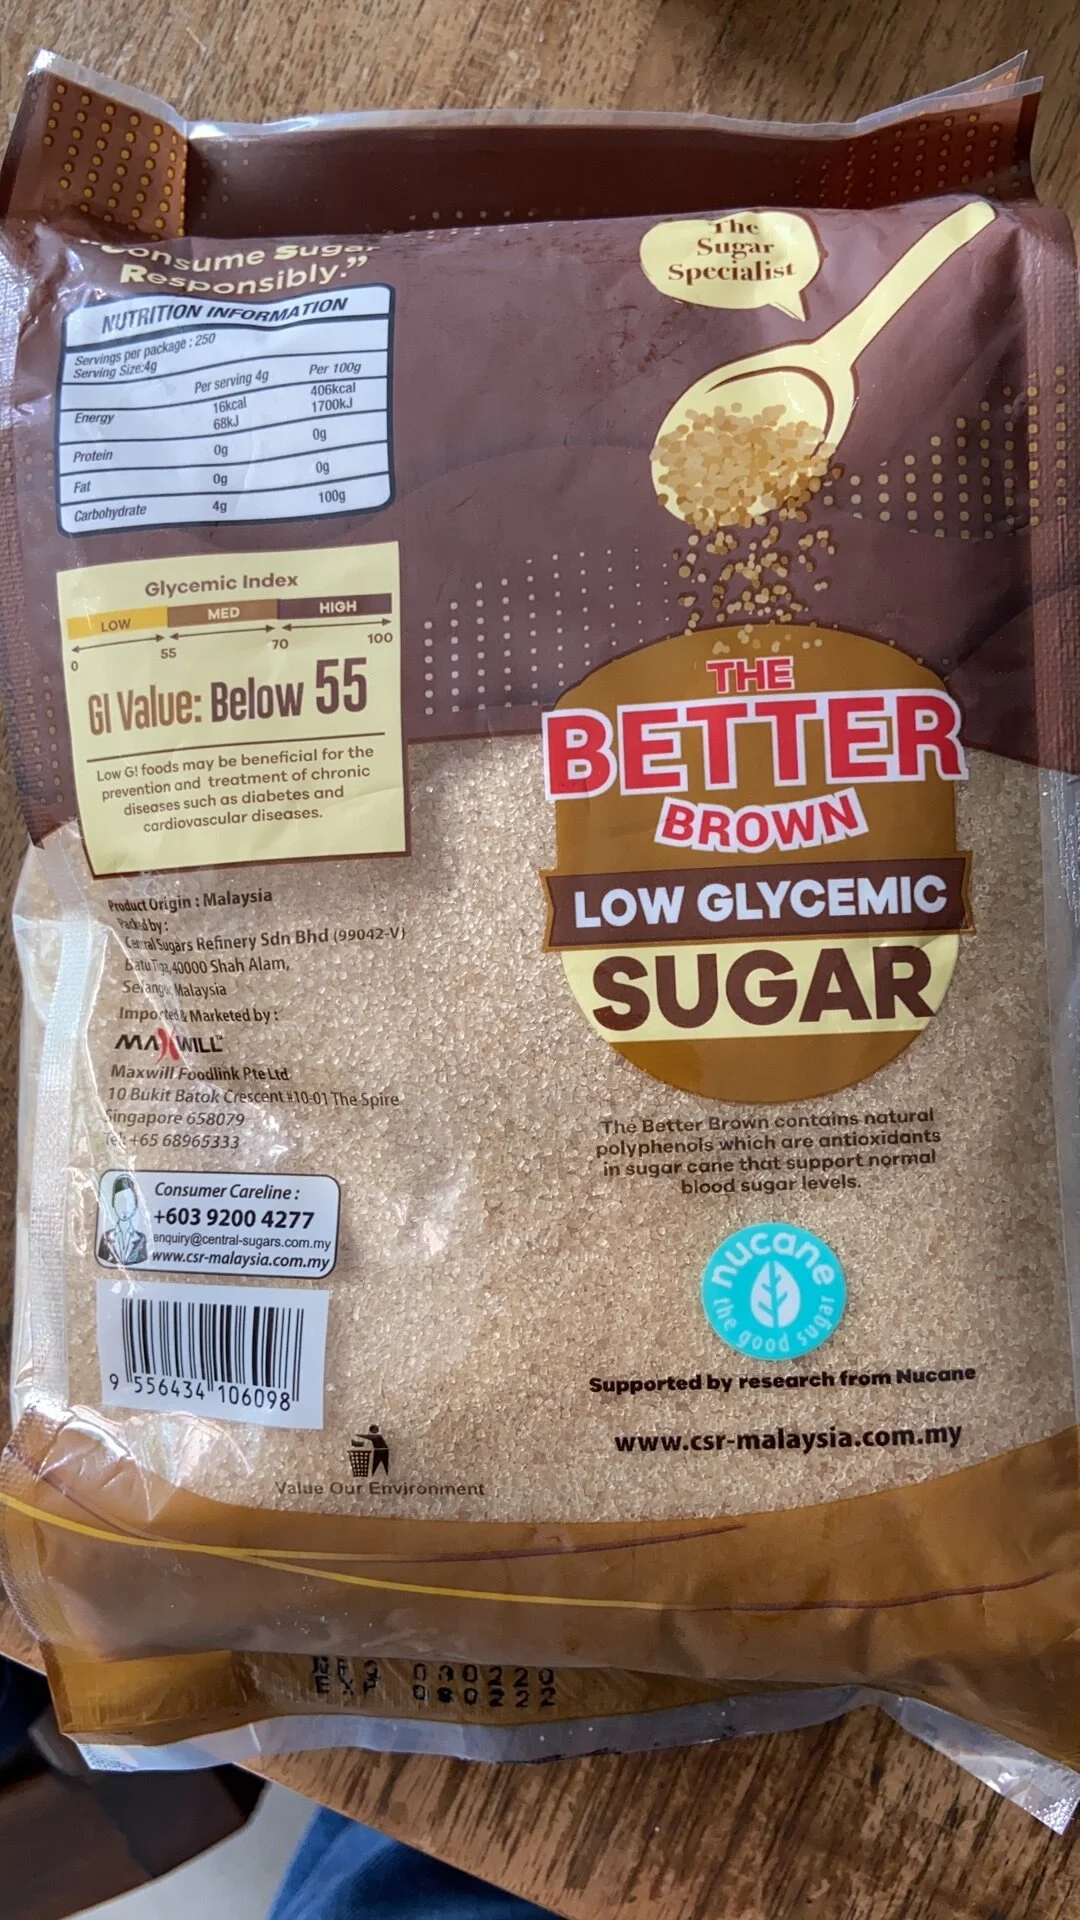 "Consume Sugar
Responsibly."
NUTRITION INFORMATION
Servings per package : 250
Serving Size:4g
Per serving 4g Per 100g
Energy 16kcal 406kcal
68kJ 1700kJ
Protein 0g 0g
Fat 0g 0g
Carbohydrate 4g 100g
Glycemic Index
LOW MED HIGH
0 55 70 100
GI Value: Below 55
Low GI foods may be beneficial for the
prevention and treatment of chronic
diseases such as diabetes and
cardiovascular diseases.
Product Origin : Malaysia
Packed by :
Central Sugars Refinery Sdn Bhd (99042-V)
Batu Tiga, 40000 Shah Alam,
Selangor Malaysia
Imported & Marketed by :
MAXWILL
Maxwill Foodlink Pte Ltd
10 Bukit Batok Crescent #10-01 The Spire
Singapore 658079
Tel: +65 68965333
Consumer Careline :
+603 9200 4277
enquiry@central-sugars.com.my
www.csr-malaysia.com.my
9 556434 106098
Value Our Environment
The
Sugar
Specialist
THE
BETTER
BROWN
LOW GLYCEMIC
SUGAR
The Better Brown contains natural
polyphenols which are antioxidants
in sugar cane that support normal
blood sugar levels.
nucane
the good sugar
Supported by research from Nucane
www.csr-malaysia.com.my
030220
EXP 222